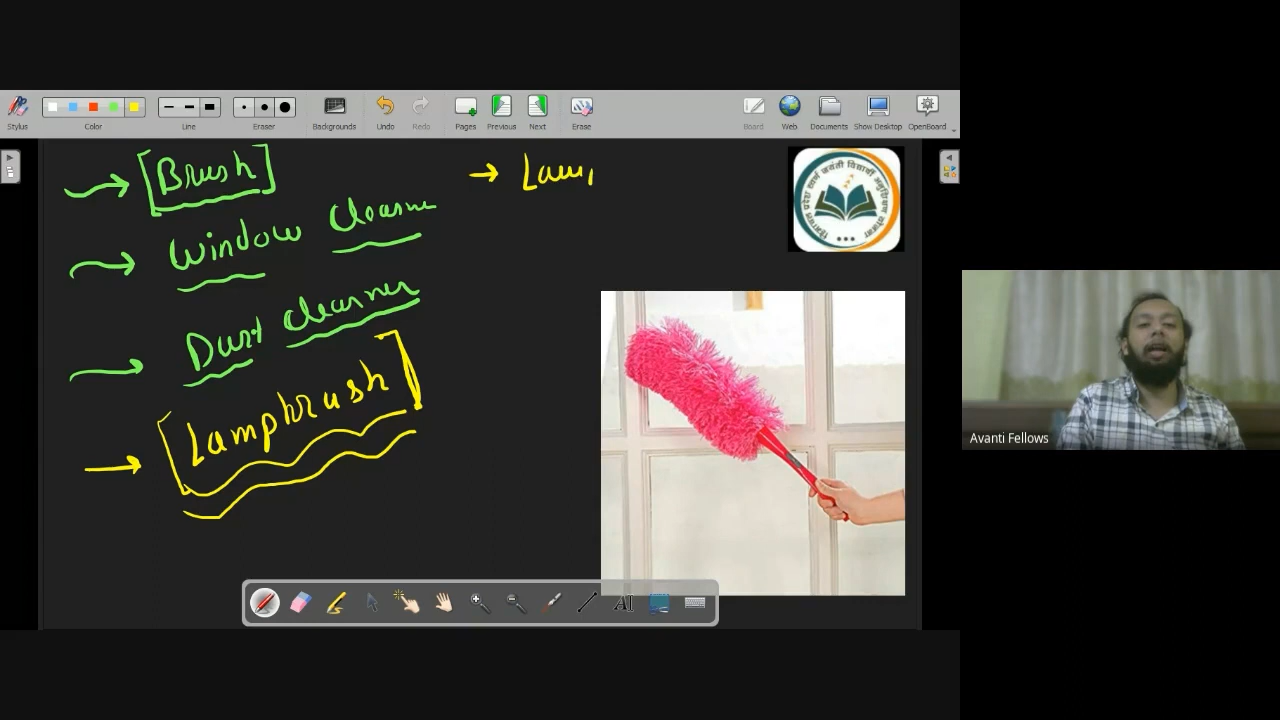 Stylus Color Line Eraser Backgrounds Undo Redo Pages Previous Next Erase Board Web Documents Show Desktop OpenBoard
→ [Brush]
→ Window cleaner
→ Dust cleaner
→ [Lampbrush]
→ Lam
Avanti Fellows